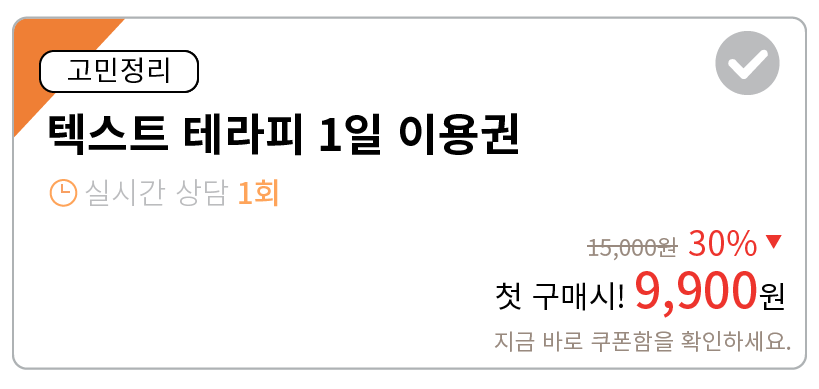 고민정리
텍스트 테라피 1일 이용권
실시간 상담 1회
15,000원 30%▼
첫 구매시! 9,900원
지금 바로 쿠폰함을 확인하세요.